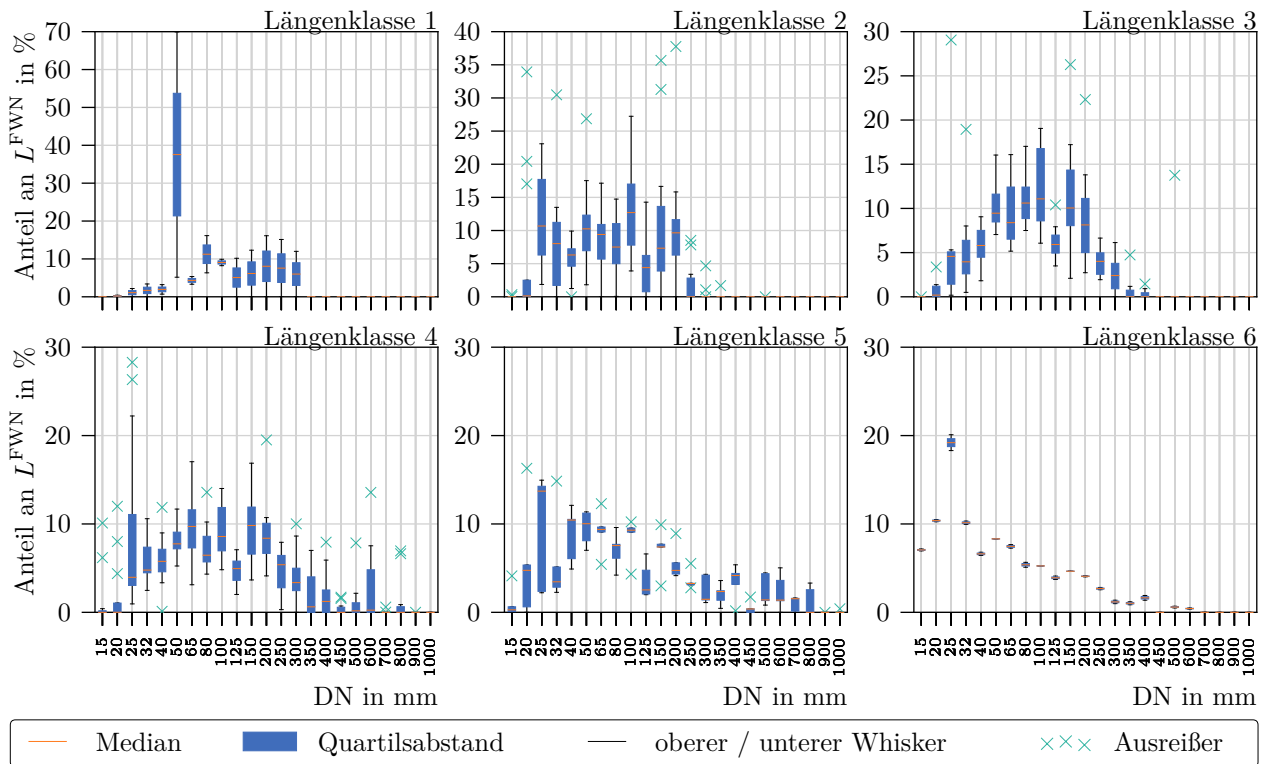 Längenklasse 1
Längenklasse 2
Längenklasse 3
Anteil an L^FWN in %
70
60
50
40
30
20
10
0
40
35
30
25
20
15
10
5
0
30
25
20
15
10
5
0
Längenklasse 4
Längenklasse 5
Längenklasse 6
Anteil an L^FWN in %
30
20
10
0
30
20
10
0
30
20
10
0
15 20 25 32 40 50 65 80 100 125 150 200 250 300 350 400 450 500 600 700 800 900 1000
15 20 25 32 40 50 65 80 100 125 150 200 250 300 350 400 450 500 600 700 800 900 1000
15 20 25 32 40 50 65 80 100 125 150 200 250 300 350 400 450 500 600 700 800 900 1000
DN in mm
DN in mm
DN in mm
Median Quartilsabstand oberer / unterer Whisker Ausreißer